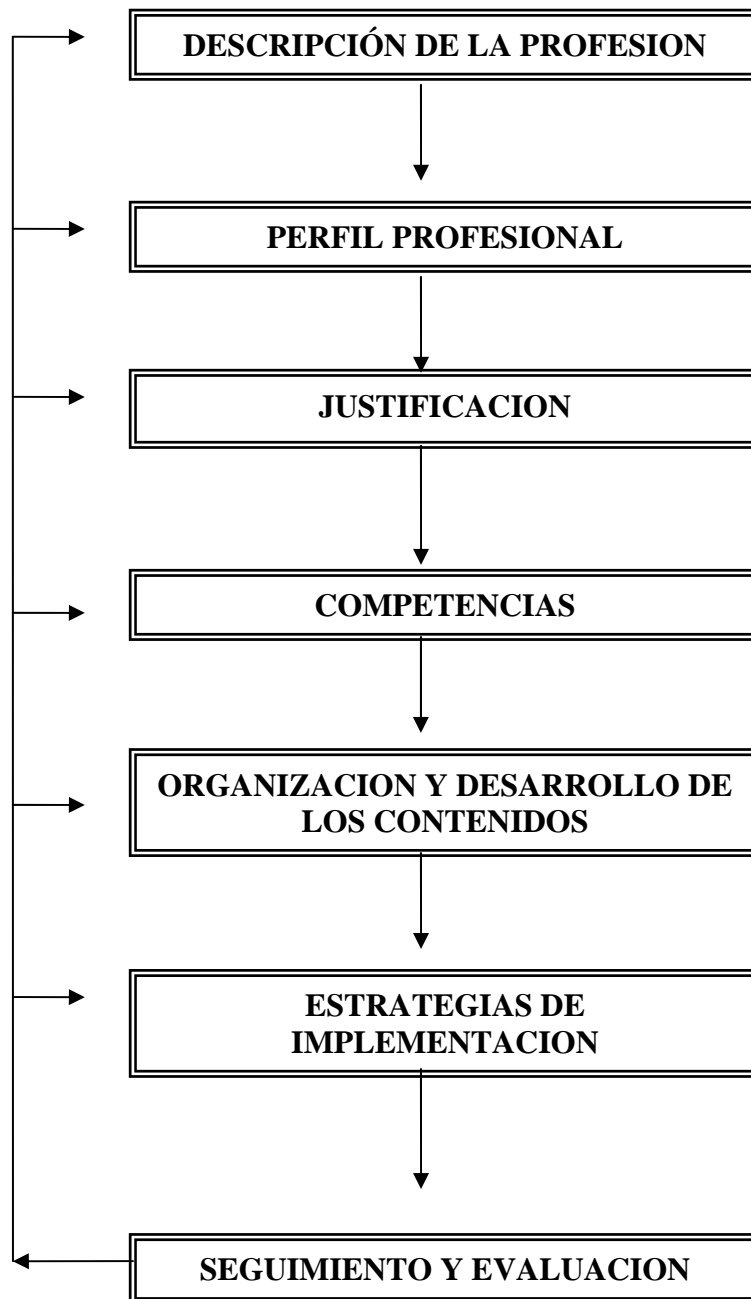 DESCRIPCIÓN DE LA PROFESION
PERFIL PROFESIONAL
JUSTIFICACION
COMPETENCIAS
ORGANIZACION Y DESARROLLO DE
LOS CONTENIDOS
ESTRATEGIAS DE
IMPLEMENTACION
SEGUIMIENTO Y EVALUACION